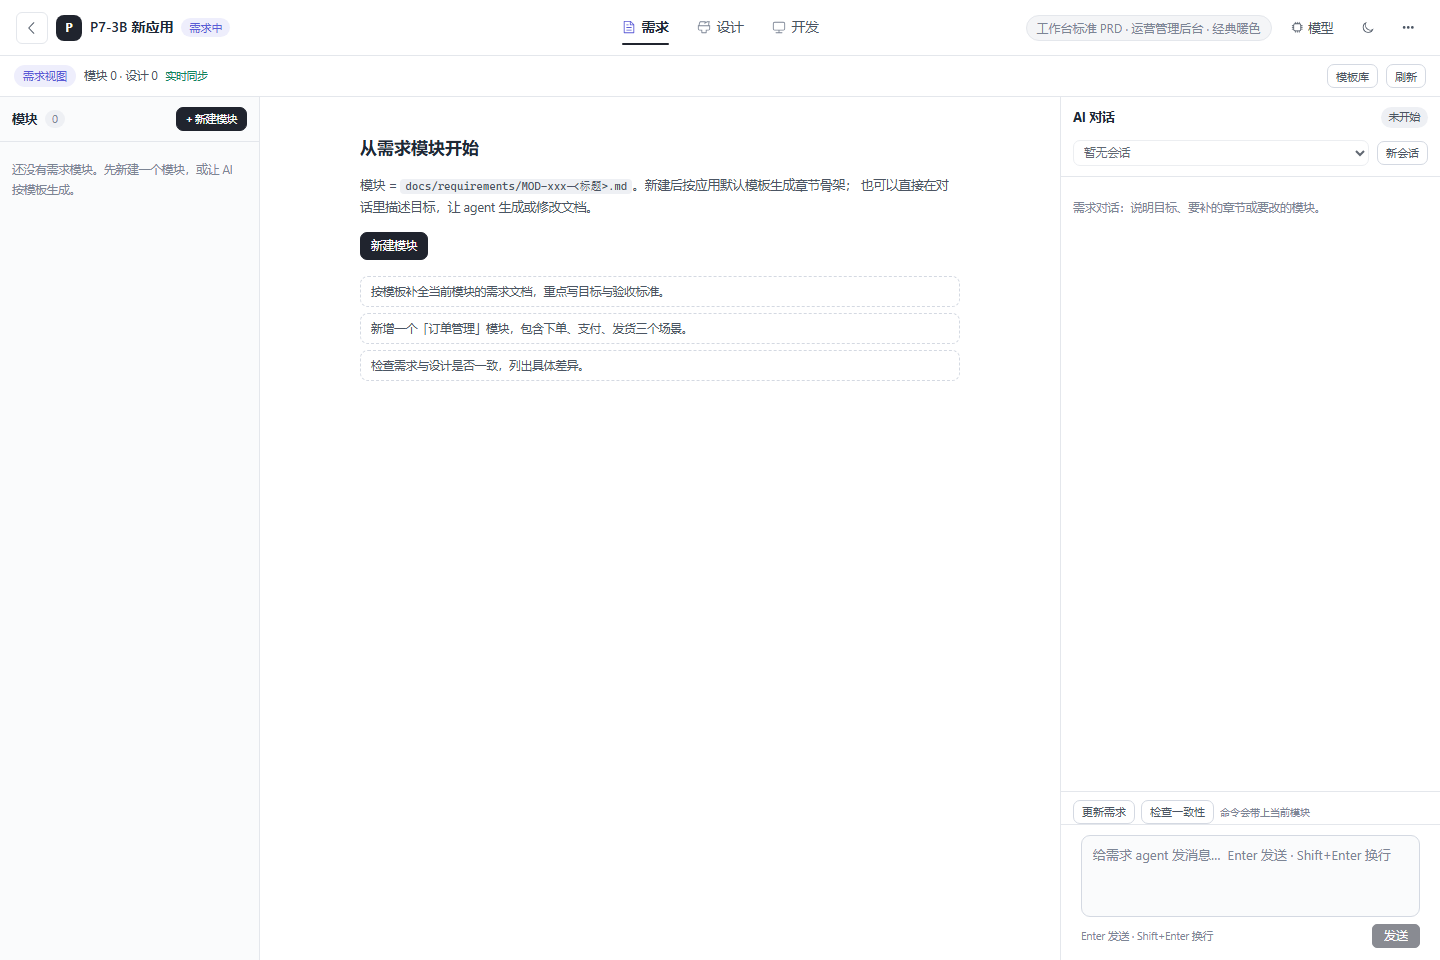 P P7-3B 新应用 需求中
需求 设计 开发
工作台标准 PRD · 运营管理后台 · 经典暖色 模型
需求视图 模块 0 · 设计 0 实时同步
模板库 刷新
模块 0 + 新建模块
还没有需求模块。先新建一个模块，或让 AI
按模板生成。
从需求模块开始
模块 = docs/requirements/MOD-xxx-<标题>.md 。新建后按应用默认模板生成章节骨架； 也可以直接在对
话里描述目标，让 agent 生成或修改文档。
新建模块
按模板补全当前模块的需求文档，重点写目标与验收标准。
新增一个「订单管理」模块，包含下单、支付、发货三个场景。
检查需求与设计是否一致，列出具体差异。
AI 对话 未开始
暂无会话 新会话
需求对话：说明目标、要补的章节或要改的模块。
更新需求 检查一致性 命令会带上当前模块
给需求 agent 发消息… Enter 发送 · Shift+Enter 换行
Enter 发送 · Shift+Enter 换行 发送